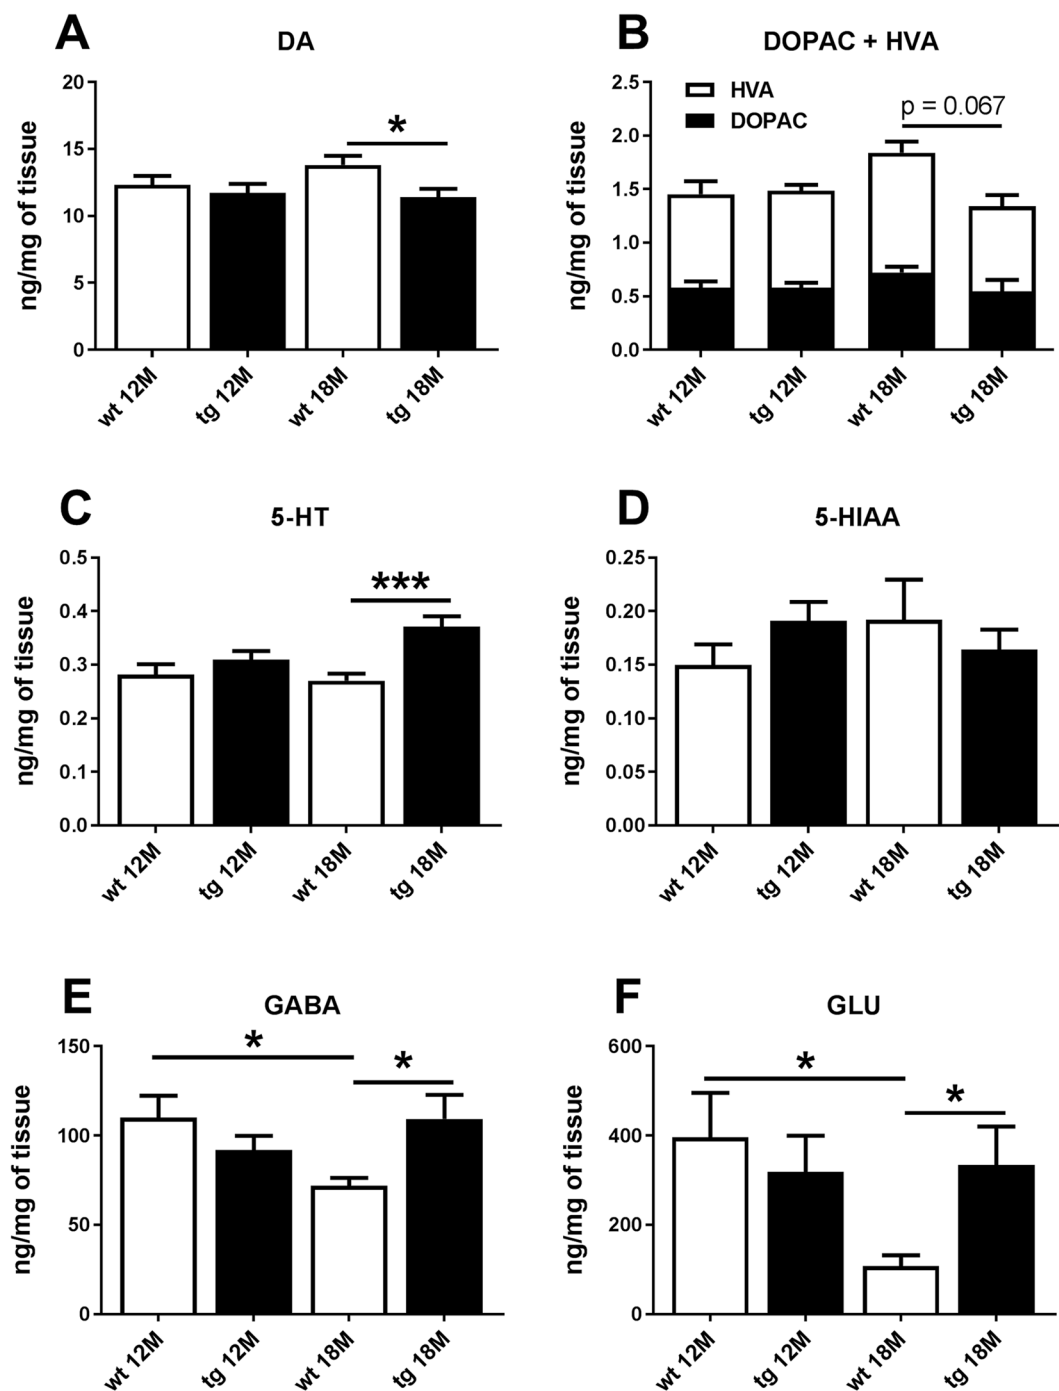 A
DA
ng/mg of tissue
20
15
10
5
0
*
wt 12M
tg 12M
wt 18M
tg 18M
B
DOPAC + HVA
ng/mg of tissue
2.5
2.0
1.5
1.0
0.5
0.0
HVA
DOPAC
p = 0.067
wt 12M
tg 12M
wt 18M
tg 18M
C
5-HT
ng/mg of tissue
0.5
0.4
0.3
0.2
0.1
0.0
***
wt 12M
tg 12M
wt 18M
tg 18M
D
5-HIAA
ng/mg of tissue
0.25
0.20
0.15
0.10
0.05
0.00
wt 12M
tg 12M
wt 18M
tg 18M
E
GABA
ng/mg of tissue
150
100
50
0
*
*
wt 12M
tg 12M
wt 18M
tg 18M
F
GLU
ng/mg of tissue
600
400
200
0
*
*
wt 12M
tg 12M
wt 18M
tg 18M